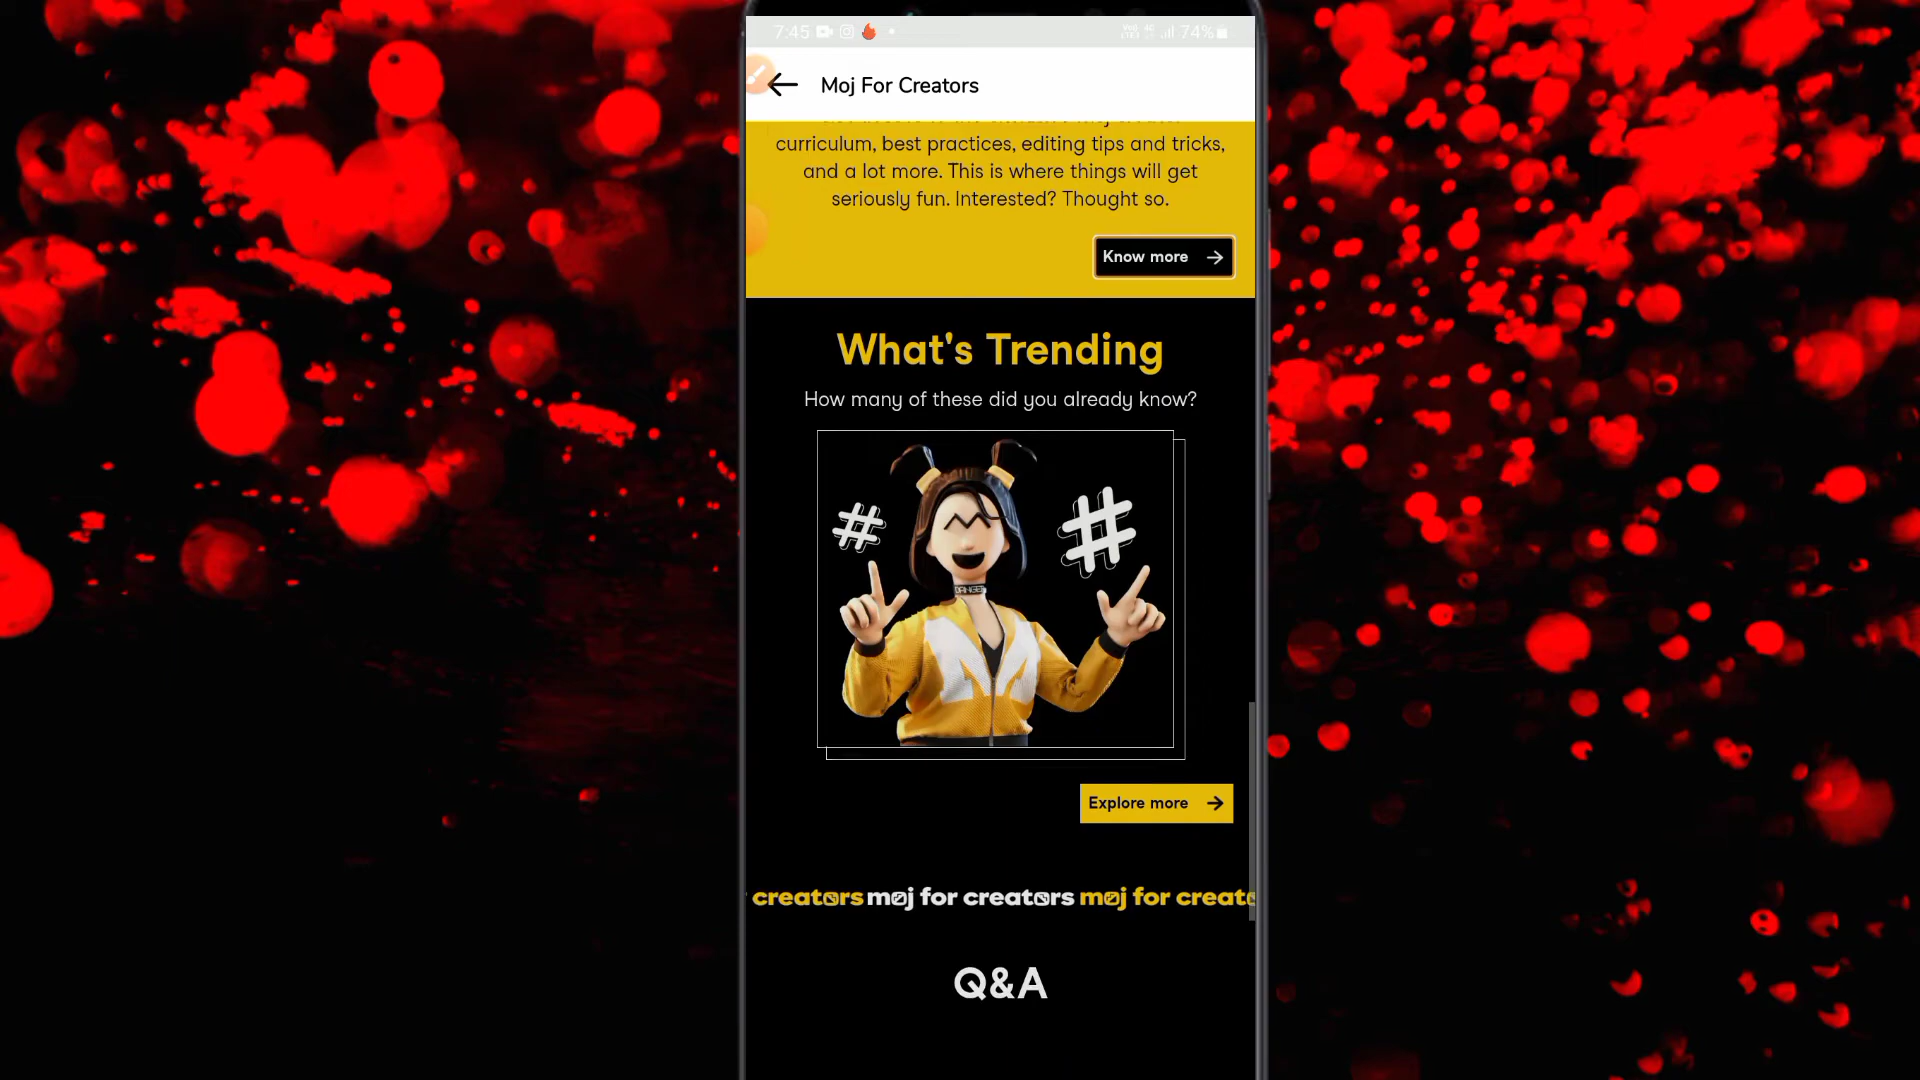 7:45
74%
Moj For Creators
curriculum, best practices, editing tips and tricks,
and a lot more. This is where things will get
seriously fun. Interested? Thought so.
Know more
What's Trending
How many of these did you already know?
#
#
Explore more
creators moj for creators moj for creato
Q&A